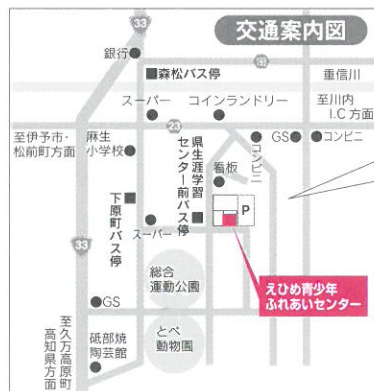 交通案内図
33
銀行
森松バス停
193
重信川
スーパー
コインランドリー
至川内
I.C方面
23
至伊予市・
松前町方面
麻生
小学校
県生涯学習
センター前バス停
コンビニ
GS
コンビニ
看板
下原町バス停
スーパー
P
33
総合
運動公園
えひめ青少年
ふれあいセンター
GS
至久万高原町
高知県方面
砥部焼
陶芸館
とべ
動物園